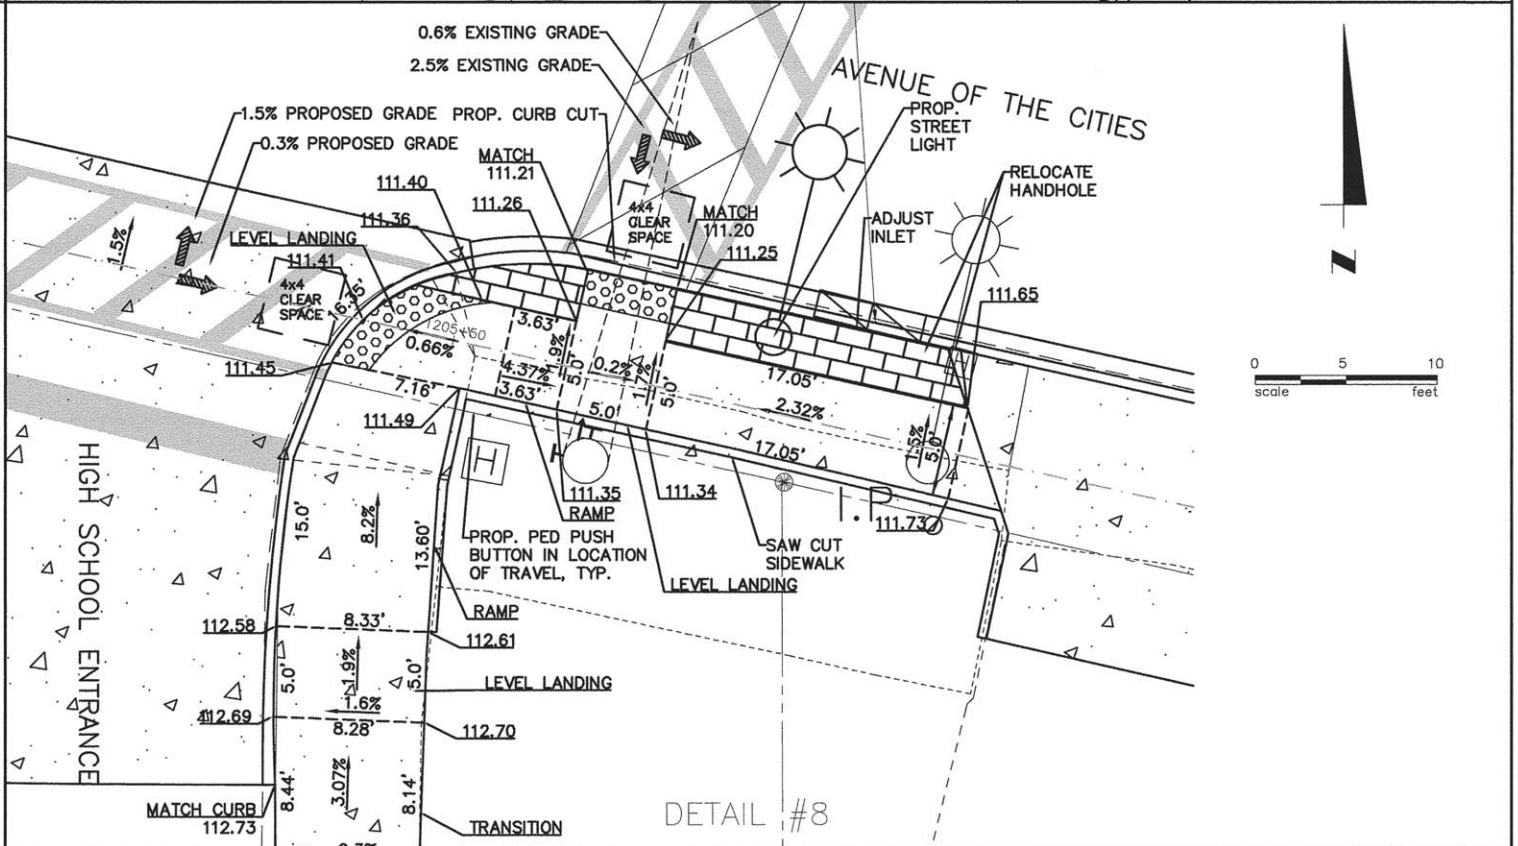 0.6% EXISTING GRADE
2.5% EXISTING GRADE
1.5% PROPOSED GRADE
PROP. CURB CUT
0.3% PROPOSED GRADE
MATCH
111.21
111.40
111.26
111.36
LEVEL LANDING
111.41
1.5%
4x4
CLEAR
SPACE
16.35'
4x4
CLEAR
SPACE
MATCH
111.20
111.25
AVENUE OF THE CITIES
PROP.
STREET
LIGHT
RELOCATE
HANDHOLE
ADJUST
INLET
111.65
N
0 5 10
scale feet
1205+50
0.66%
3.63'
1.9%
5.0'
0.2%
1.7%
5.0'
4.37%
3.63'
5.0'
17.05'
2.32%
17.05'
1.5%
5.0'
111.45
7.16'
111.49
H
111.35
RAMP
111.34
I.P.
111.73
SAW CUT
SIDEWALK
LEVEL LANDING
PROP. PED PUSH
BUTTON IN LOCATION
OF TRAVEL, TYP.
RAMP
HIGH SCHOOL ENTRANCE
15.0'
8.2%
13.60'
112.58
8.33'
112.61
5.0'
1.9%
5.0'
LEVEL LANDING
1.6%
112.69
8.28'
112.70
8.44'
3.07%
8.14'
MATCH CURB
112.73
TRANSITION
DETAIL #8